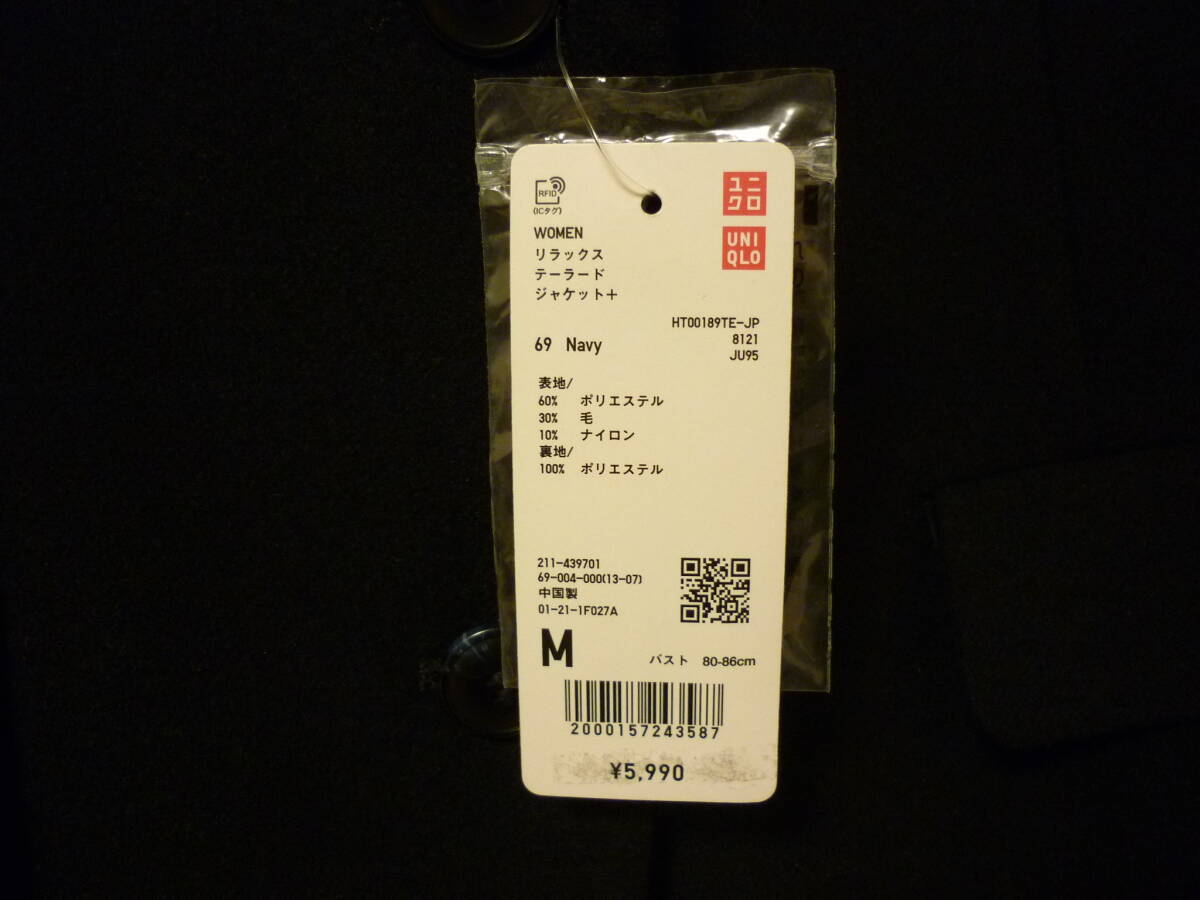 RFID
(ICタグ)
ユニ
クロ
UNI
QLO
WOMEN
リラックス
テーラード
ジャケット+
HT00189TE-JP
8121
JU95
69 Navy
表地/
60% ポリエステル
30% 毛
10% ナイロン
裏地/
100% ポリエステル
211-439701
69-004-000(13-07)
中国製
01-21-1F027A
M
バスト 80-86cm
2000157243587
¥5,990